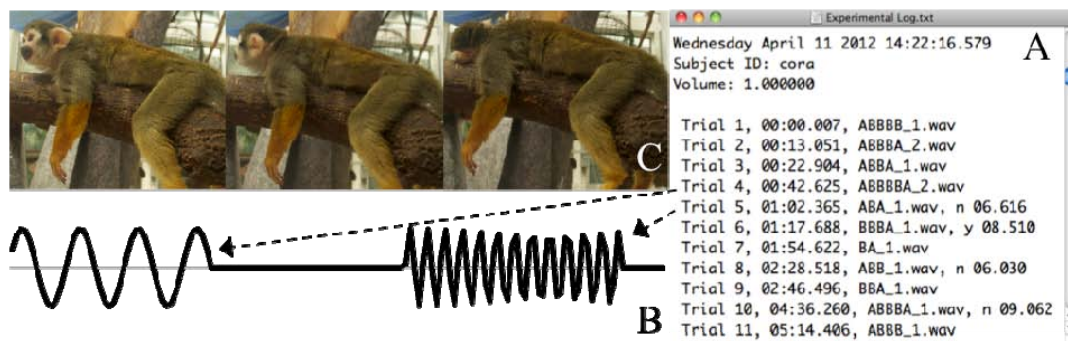 Experimental Log.txt
A
Wednesday April 11 2012 14:22:16.579
Subject ID: cora
Volume: 1.000000
Trial 1, 00:00.007, ABBBB_1.wav
Trial 2, 00:13.051, ABBBA_2.wav
Trial 3, 00:22.904, ABBA_1.wav
Trial 4, 00:42.625, ABBBBA_2.wav
Trial 5, 01:02.365, ABA_1.wav, n 06.616
Trial 6, 01:17.688, BBBA_1.wav, y 08.510
Trial 7, 01:54.622, BA_1.wav
Trial 8, 02:28.518, ABB_1.wav, n 06.030
Trial 9, 02:46.496, BBA_1.wav
Trial 10, 04:36.260, ABBBA_1.wav, n 09.062
Trial 11, 05:14.406, ABBB_1.wav
C
B